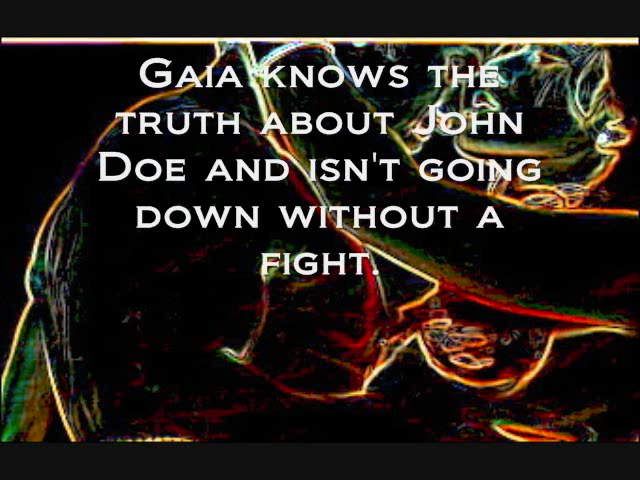 Gaia knows the
truth about John
Doe and isn't going
down without a
fight.